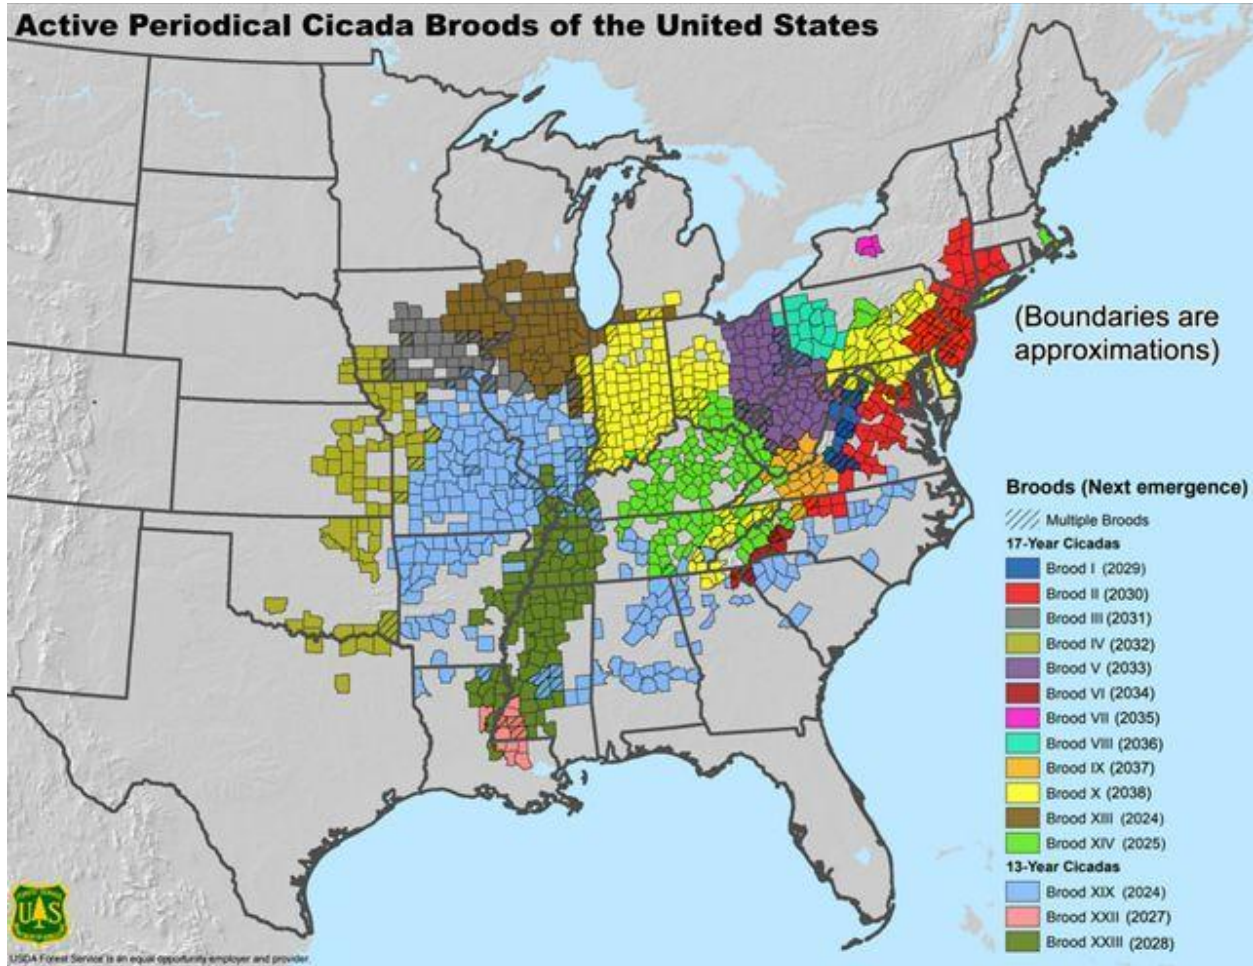 Active Periodical Cicada Broods of the United States
(Boundaries are
approximations)
Broods (Next emergence)
Multiple Broods
17-Year Cicadas
Brood I (2029)
Brood II (2030)
Brood III (2031)
Brood IV (2032)
Brood V (2033)
Brood VI (2034)
Brood VII (2035)
Brood VIII (2036)
Brood IX (2037)
Brood X (2038)
Brood XIII (2024)
Brood XIV (2025)
13-Year Cicadas
Brood XIX (2024)
Brood XXII (2027)
Brood XXIII (2028)
FOREST SERVICE
U S
USDA Forest Service is an equal opportunity employer and provider.